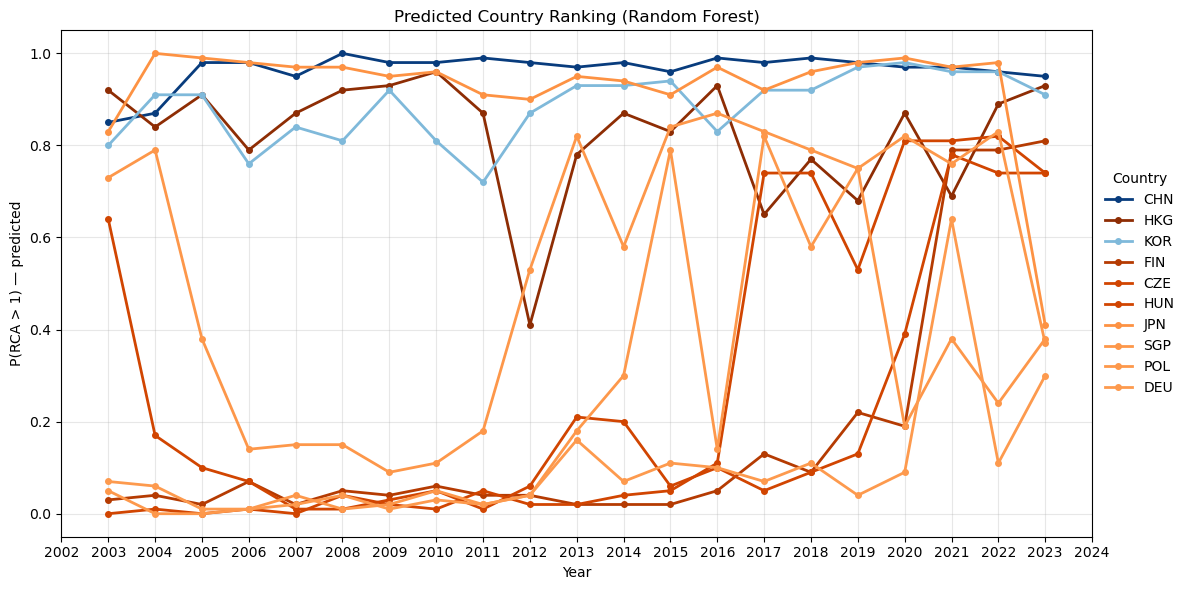 Predicted Country Ranking (Random Forest)
P(RCA > 1) — predicted
1.0
0.8
0.6
0.4
0.2
0.0
2002 2003 2004 2005 2006 2007 2008 2009 2010 2011 2012 2013 2014 2015 2016 2017 2018 2019 2020 2021 2022 2023 2024
Year
Country
CHN
HKG
KOR
FIN
CZE
HUN
JPN
SGP
POL
DEU